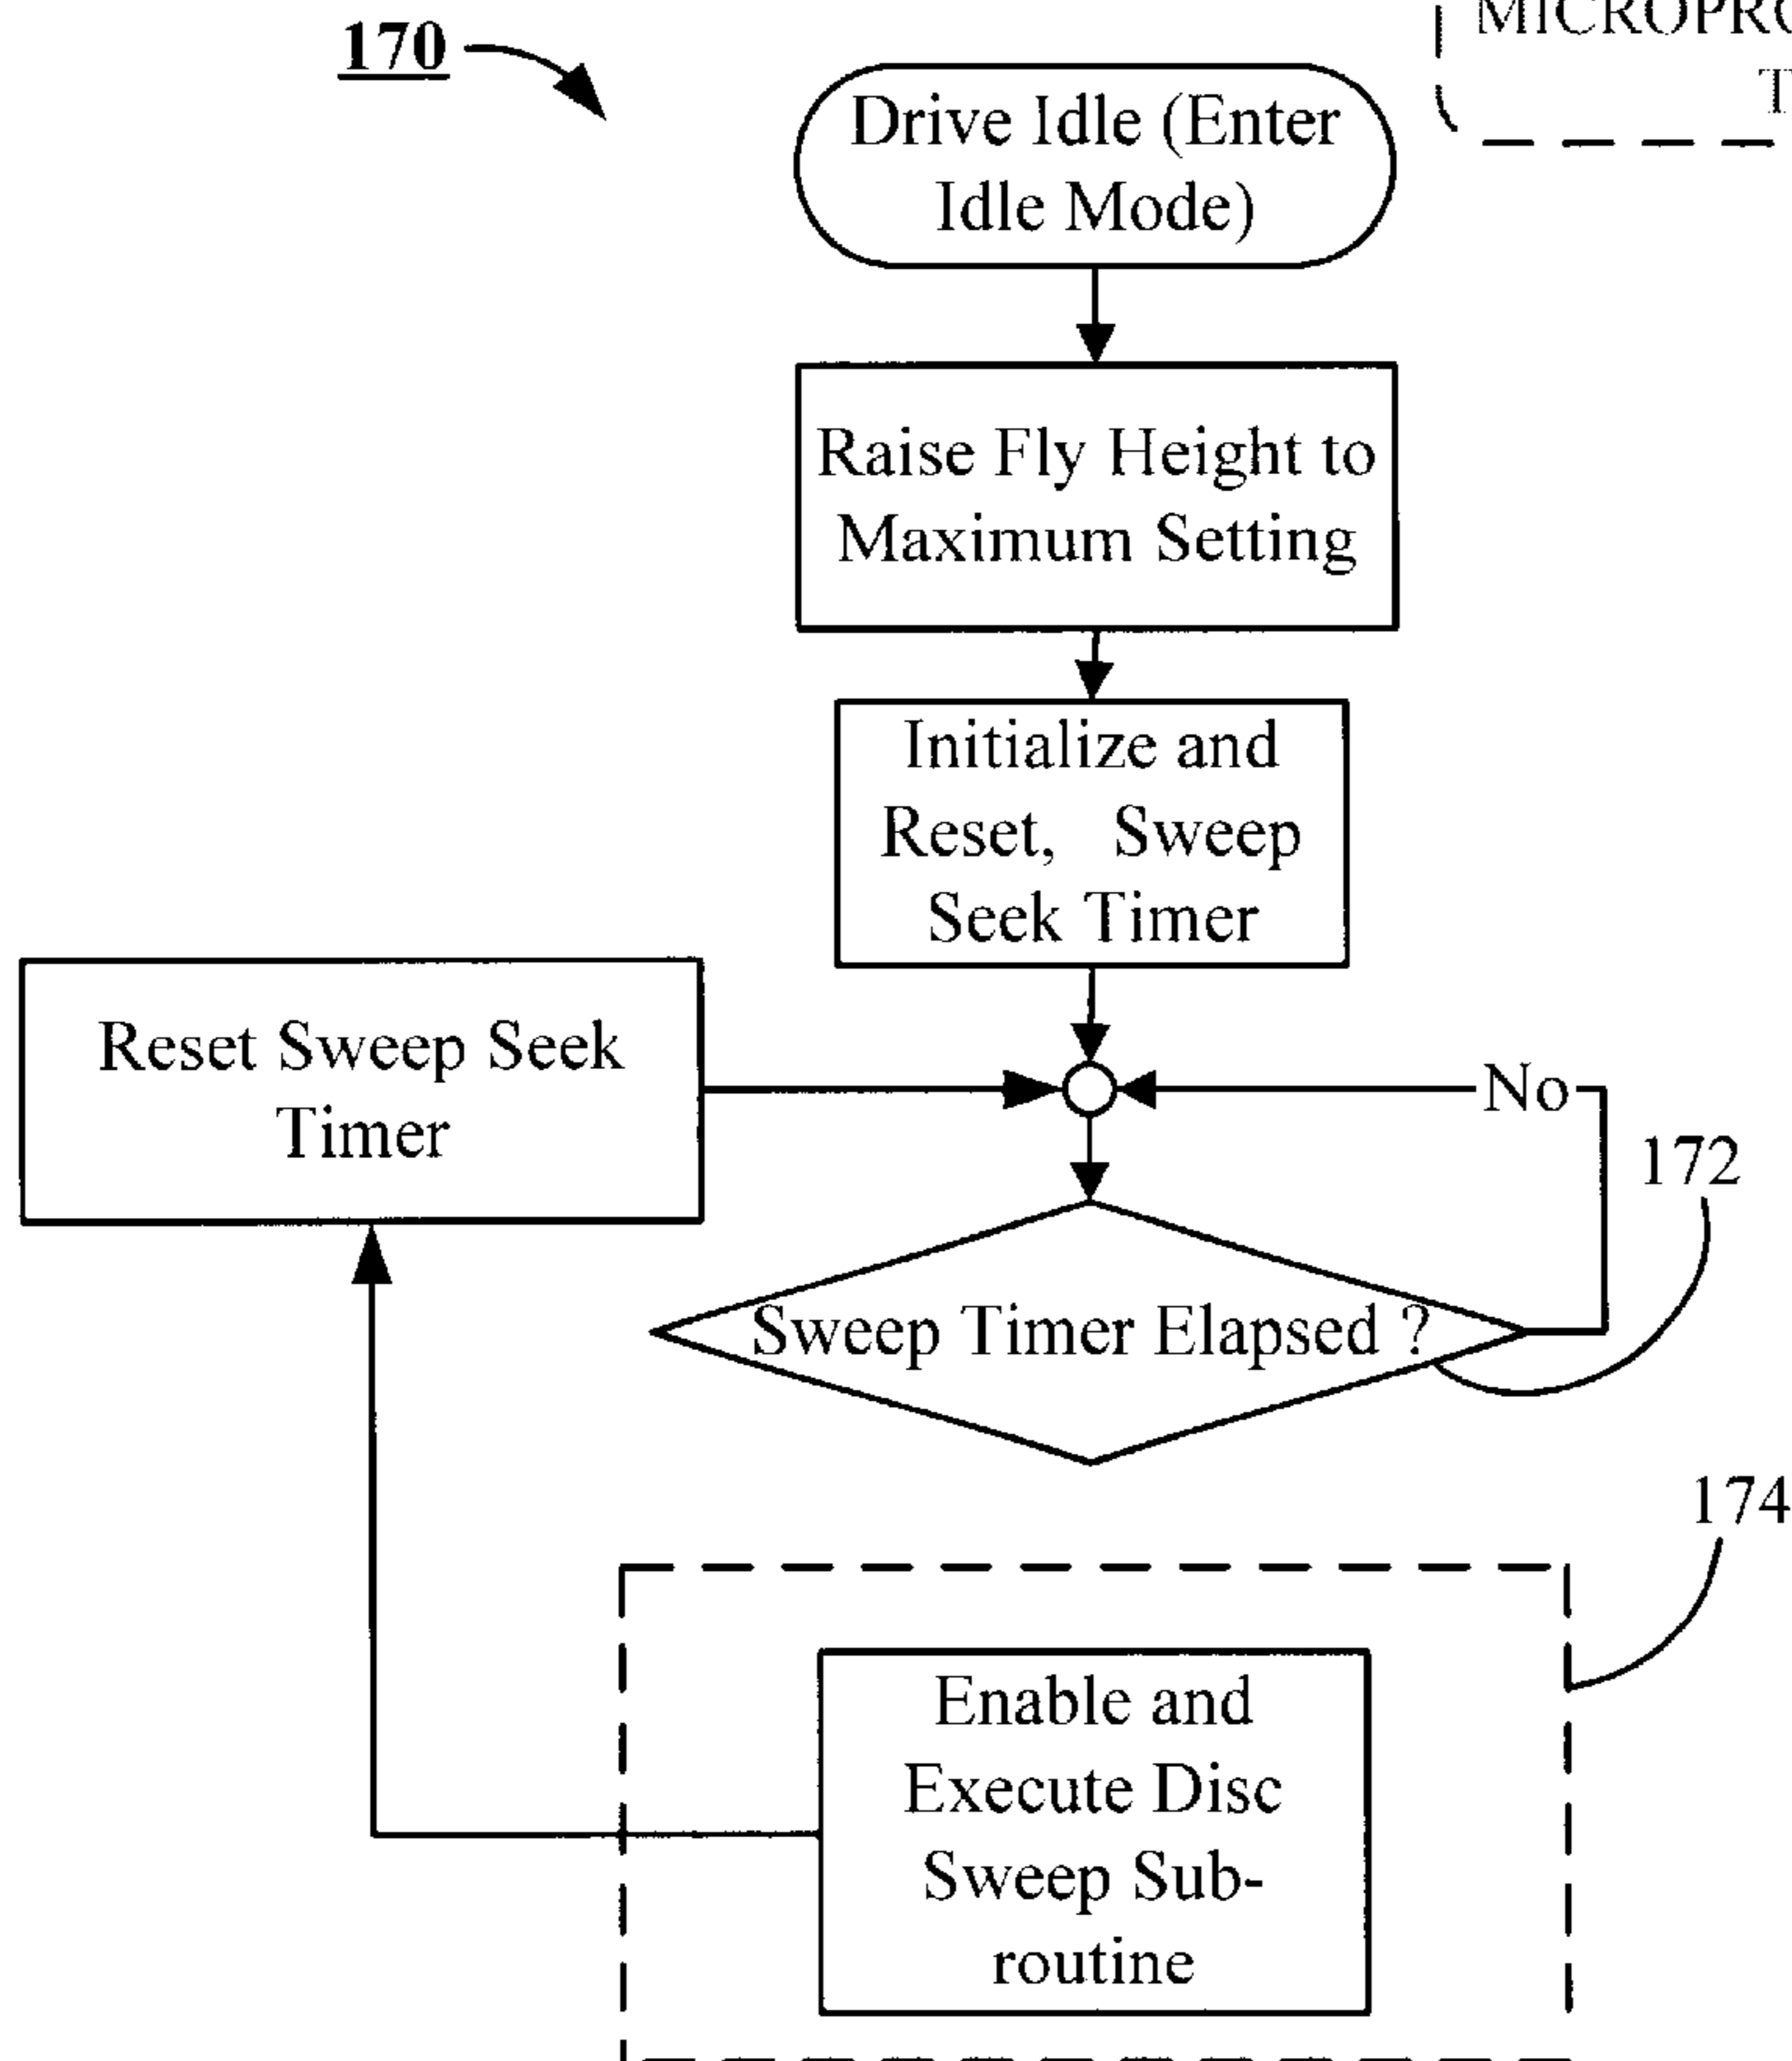 170
Drive Idle (Enter
Idle Mode)
Raise Fly Height to
Maximum Setting
Initialize and
Reset, Sweep
Seek Timer
Reset Sweep Seek
Timer
No
172
Sweep Timer Elapsed ?
174
Enable and
Execute Disc
Sweep Sub-
routine